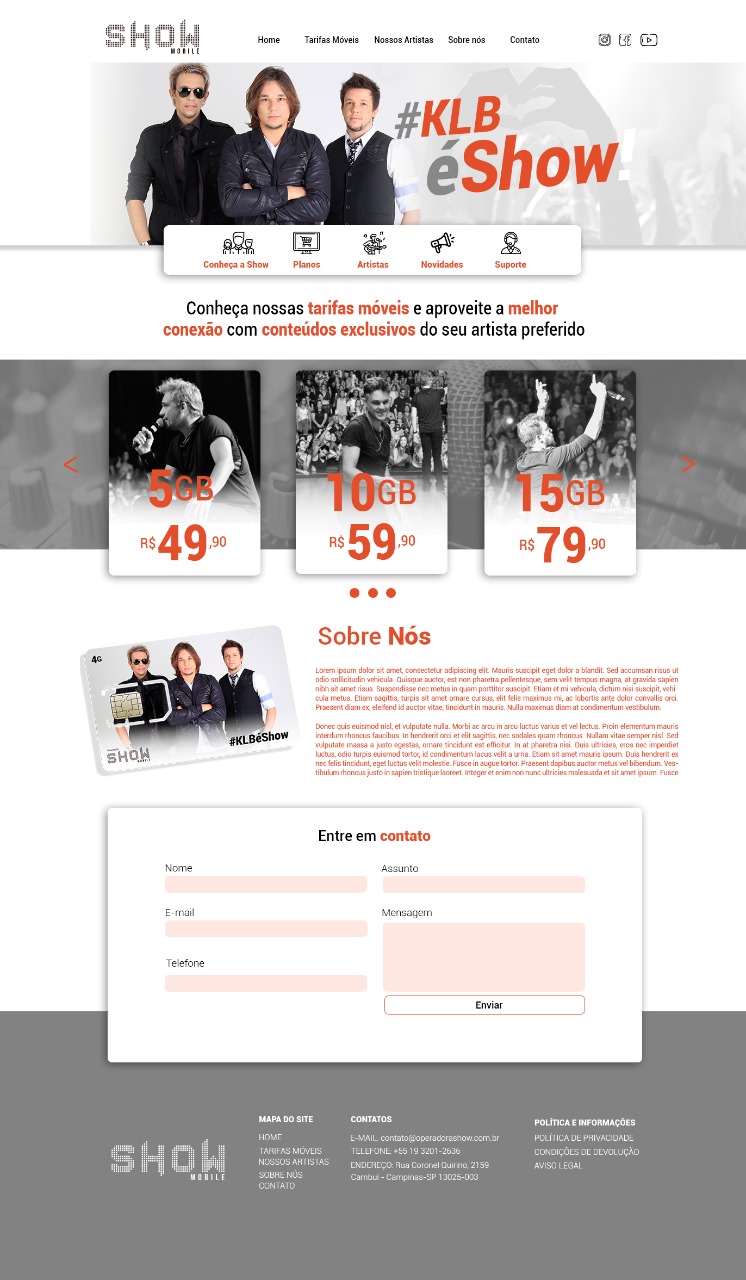 SHOW
MOBILE
Home Tarifas Móveis Nossos Artistas Sobre nós Contato
#KLB
éShow!
Conheça a Show Planos Artistas Novidades Suporte
Conheça nossas tarifas móveis e aproveite a melhor
conexão com conteúdos exclusivos do seu artista preferido
< >
5GB
R$49,90
10GB
R$59,90
15GB
R$79,90
4G
SHOW
MOBILE
#KLBéShow
Sobre Nós
Lorem ipsum dolor sit amet, consectetur adipiscing elit. Mauris suscipit eget dolor a blandit. Sed accumsan risus ut
odio sollicitudin vehicula. Quisque auctor, est non pharetra pellentesque, sem velit tempus magna, at gravida sapien
nibh sit amet risus. Suspendisse nec metus in quam porttitor suscipit. Etiam et mi vehicula, dictum nisi suscipit, vehi-
cula metus. Etiam sagittis, turpis sit amet ornare cursus, elit felis maximus mi, ac lobortis ante dolor convallis orci.
Praesent diam ex, eleifend id auctor vitae, tincidunt in mauris. Nulla maximus diam at condimentum vestibulum.
Donec quis euismod nisl, et vulputate nulla. Morbi ac arcu in arcu luctus varius et vel lectus. Proin elementum mauris
interdum rhoncus faucibus. In hendrerit orci et elit sagittis, nec sodales quam rhoncus. Nullam vitae semper nisl. Sed
vulputate massa a justo egestas, ornare tincidunt est efficitur. In at pharetra nisi. Duis ultricies, eros nec imperdiet
luctus, odio turpis euismod tortor, id condimentum lacus velit a urna. Etiam sit amet mauris ipsum. Duis hendrerit ex
nec felis tincidunt, eget luctus velit molestie. Fusce in augue tortor. Praesent dapibus auctor metus vel bibendum. Ves-
tibulum rhoncus justo in sapien tristique laoreet. Integer et enim non nunc ultricies malesuada et sit amet ipsum. Fusce
Entre em contato
Nome
E-mail
Telefone
Assunto
Mensagem
Enviar
SHOW
MOBILE
MAPA DO SITE
HOME
TARIFAS MÓVEIS
NOSSOS ARTISTAS
SOBRE NÓS
CONTATO
CONTATOS
E-MAIL: contato@operadorashow.com.br
TELEFONE: +55 19 3201-2636
ENDEREÇO: Rua Coronel Quirino, 2159
Cambuí - Campinas-SP 13025-003
POLÍTICA E INFORMAÇÕES
POLÍTICA DE PRIVACIDADE
CONDIÇÕES DE DEVOLUÇÃO
AVISO LEGAL